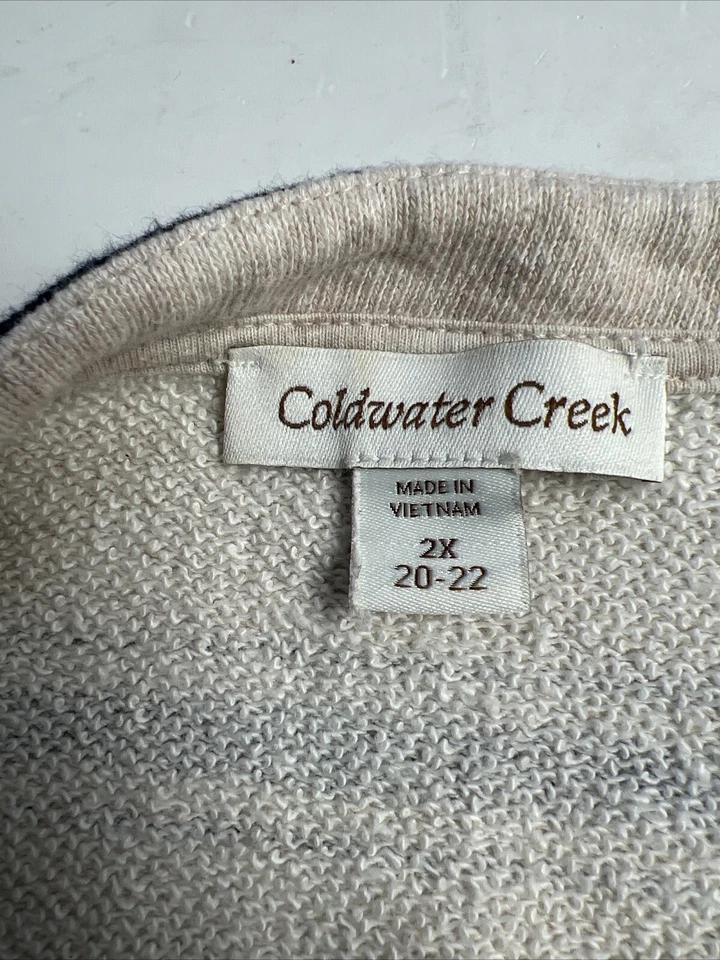 Coldwater Creek
MADE IN
VIETNAM
2X
20-22